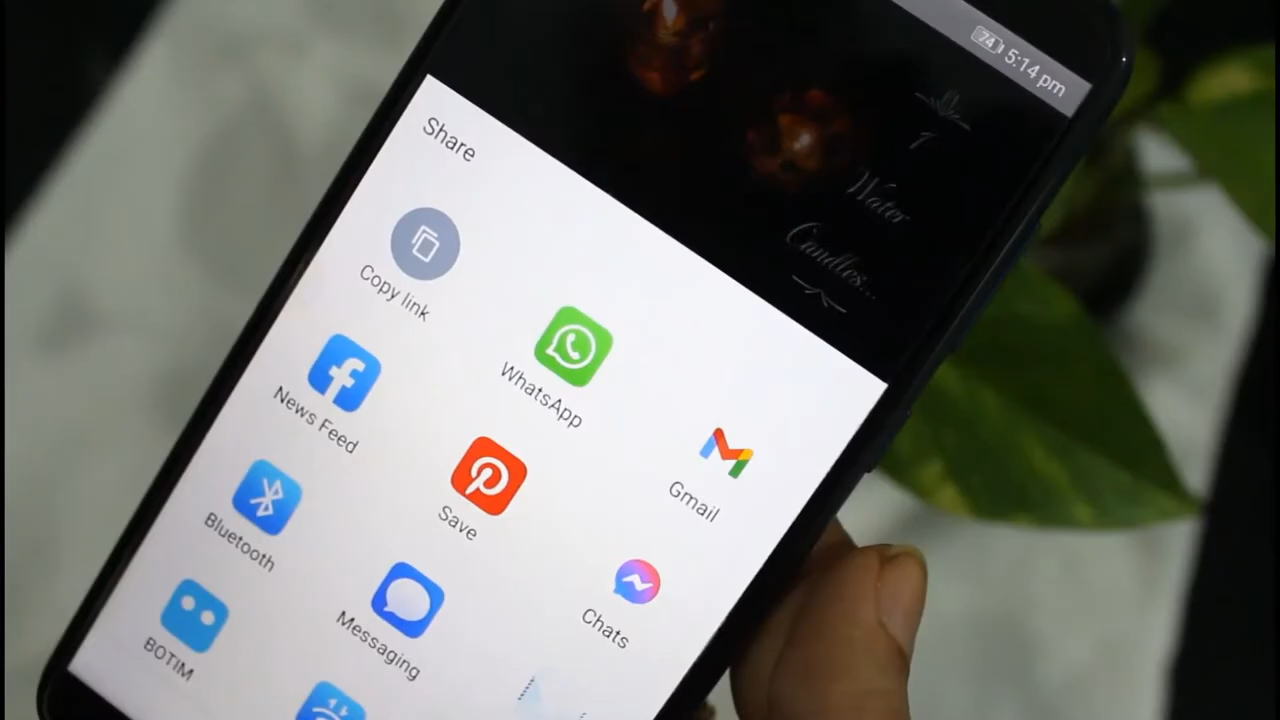 74 5:14 pm
7
Water
Candles...
Share
Copy link
WhatsApp
Gmail
News Feed
Save
Chats
Bluetooth
Messaging
BOTIM